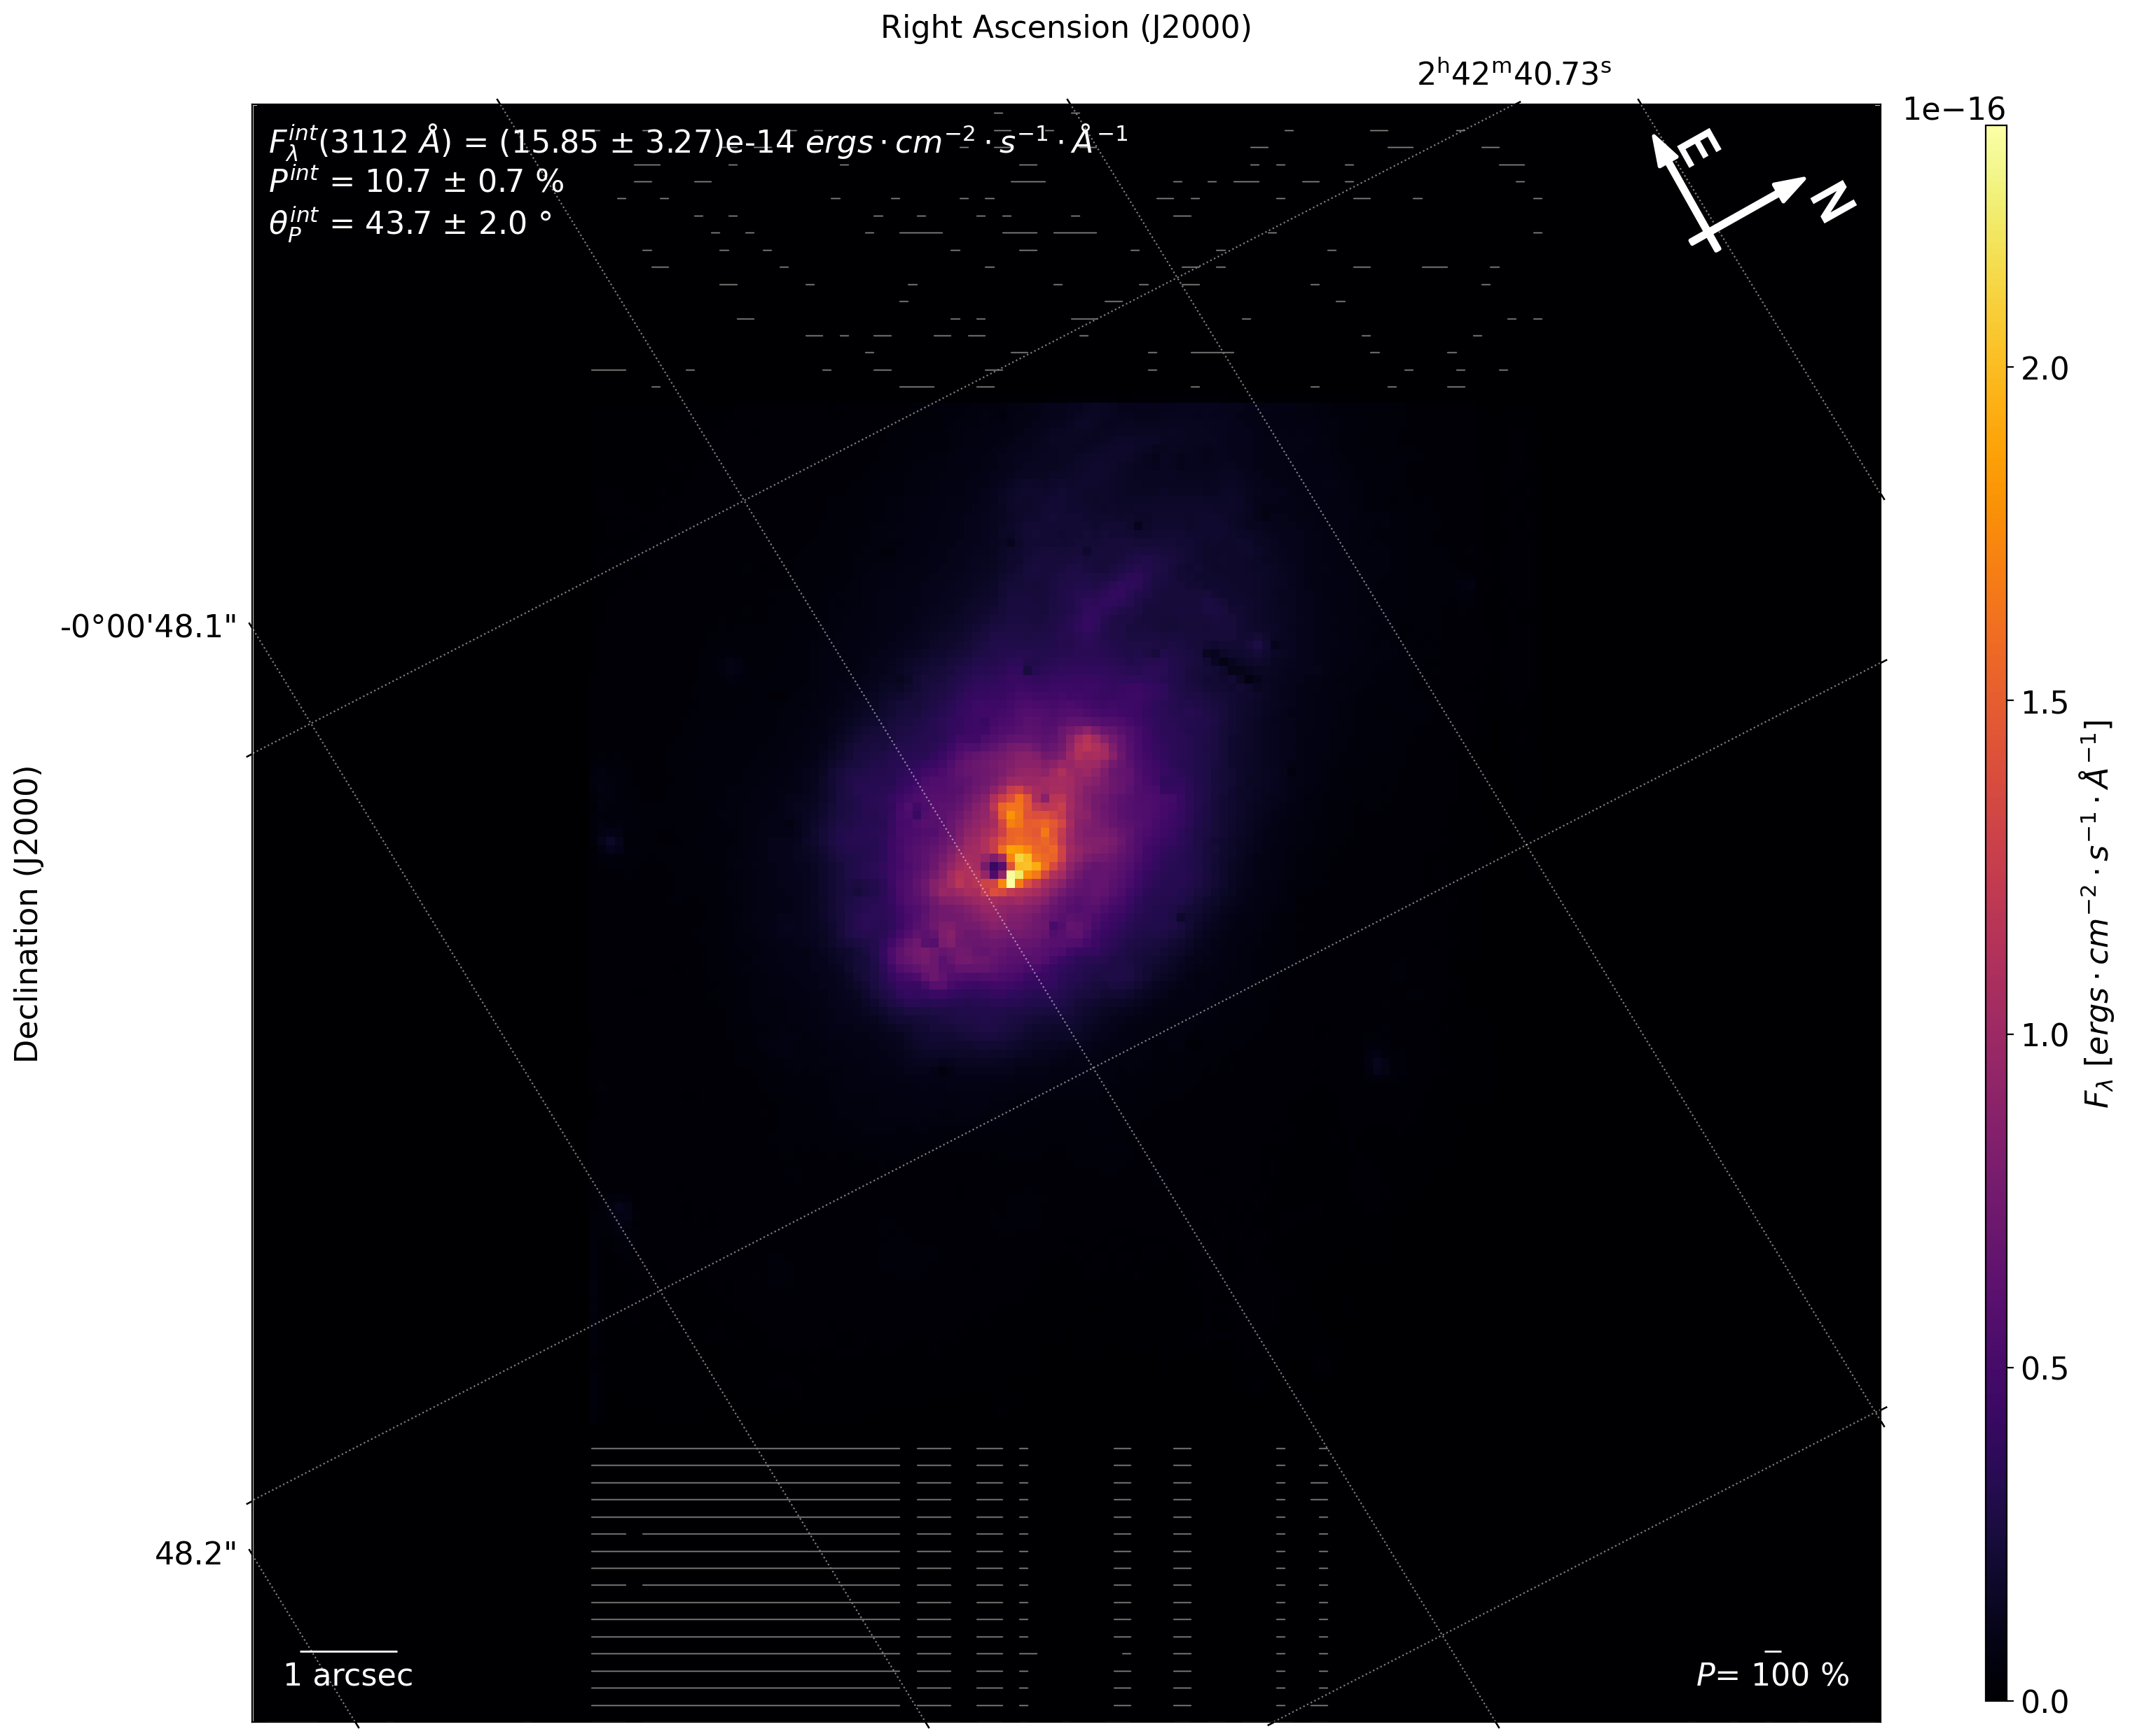 Right Ascension (J2000)
2ʰ42ᵐ40.73ˢ
1e−16
F_λ^int(3112 Å) = (15.85 ± 3.27)e-14 ergs · cm⁻² · s⁻¹ · Å⁻¹
P^int = 10.7 ± 0.7 %
θ_P^int = 43.7 ± 2.0 °
E
N
2.0
-0°00'48.1"
1.5
F_λ [ergs · cm⁻² · s⁻¹ · Å⁻¹]
Declination (J2000)
1.0
0.5
48.2"
1 arcsec
P= 100 %
0.0